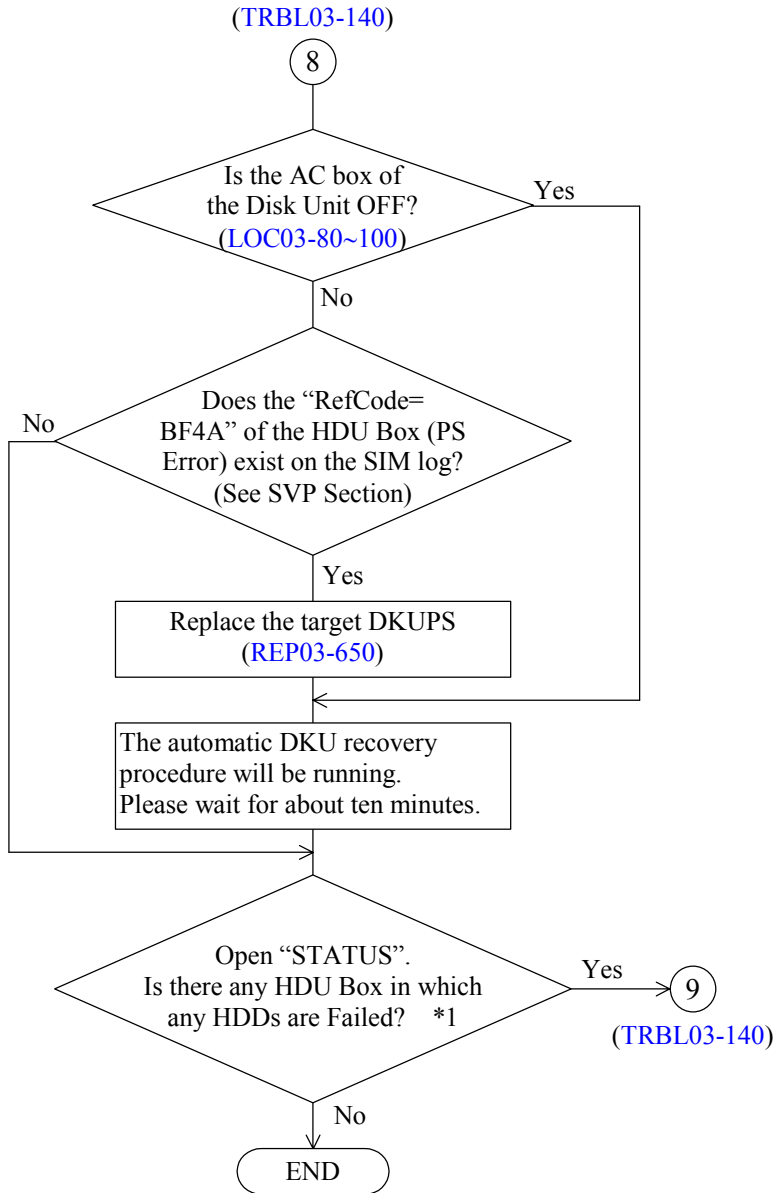 (TRBL03-140)
8
Is the AC box of
the Disk Unit OFF?
(LOC03-80~100)
Yes
No
Does the “RefCode=
BF4A” of the HDU Box (PS
Error) exist on the SIM log?
(See SVP Section)
No
Yes
Replace the target DKUPS
(REP03-650)
The automatic DKU recovery
procedure will be running.
Please wait for about ten minutes.
Open “STATUS”.
Is there any HDU Box in which
any HDDs are Failed? *1
Yes
9
(TRBL03-140)
No
END